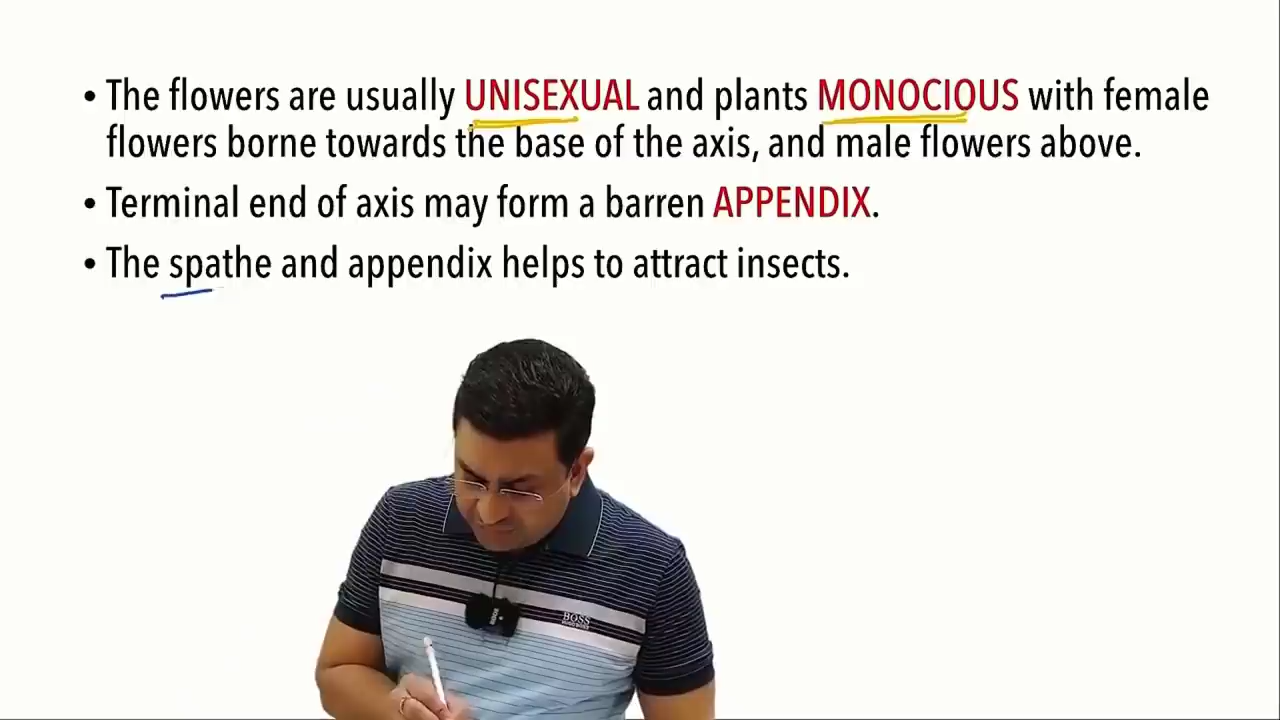 • The flowers are usually UNISEXUAL and plants MONOCIOUS with female
flowers borne towards the base of the axis, and male flowers above.
• Terminal end of axis may form a barren APPENDIX.
• The spathe and appendix helps to attract insects.
BOSS